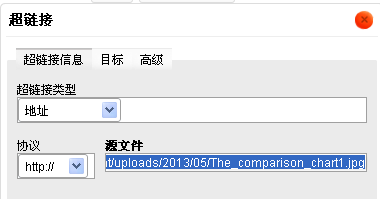 超链接
超链接信息 目标 高级
超链接类型
地址
协议 源文件
http:// t/uploads/2013/05/The_comparison_chart1.jpg